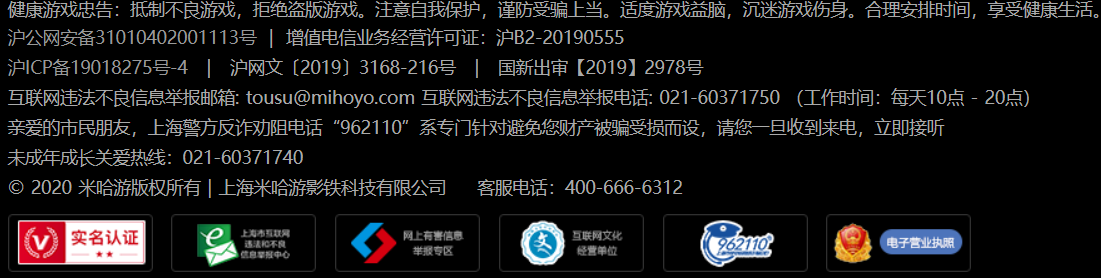 健康游戏忠告：抵制不良游戏，拒绝盗版游戏。注意自我保护，谨防受骗上当。适度游戏益脑，沉迷游戏伤身。合理安排时间，享受健康生活。
沪公网安备31010402001113号 | 增值电信业务经营许可证：沪B2-20190555
沪ICP备19018275号-4 | 沪网文〔2019〕3168-216号 | 国新出审【2019】2978号
互联网违法不良信息举报邮箱: tousu@mihoyo.com 互联网违法不良信息举报电话: 021-60371750 （工作时间：每天10点 - 20点）
亲爱的市民朋友，上海警方反诈劝阻电话“962110”系专门针对避免您财产被骗受损而设，请您一旦收到来电，立即接听
未成年成长关爱热线：021-60371740
© 2020 米哈游版权所有 | 上海米哈游影铁科技有限公司 客服电话：400-666-6312
实名认证
上海市互联网
违法和不良
信息举报中心
网上有害信息
举报专区
互联网文化
经营单位
962110
电子营业执照